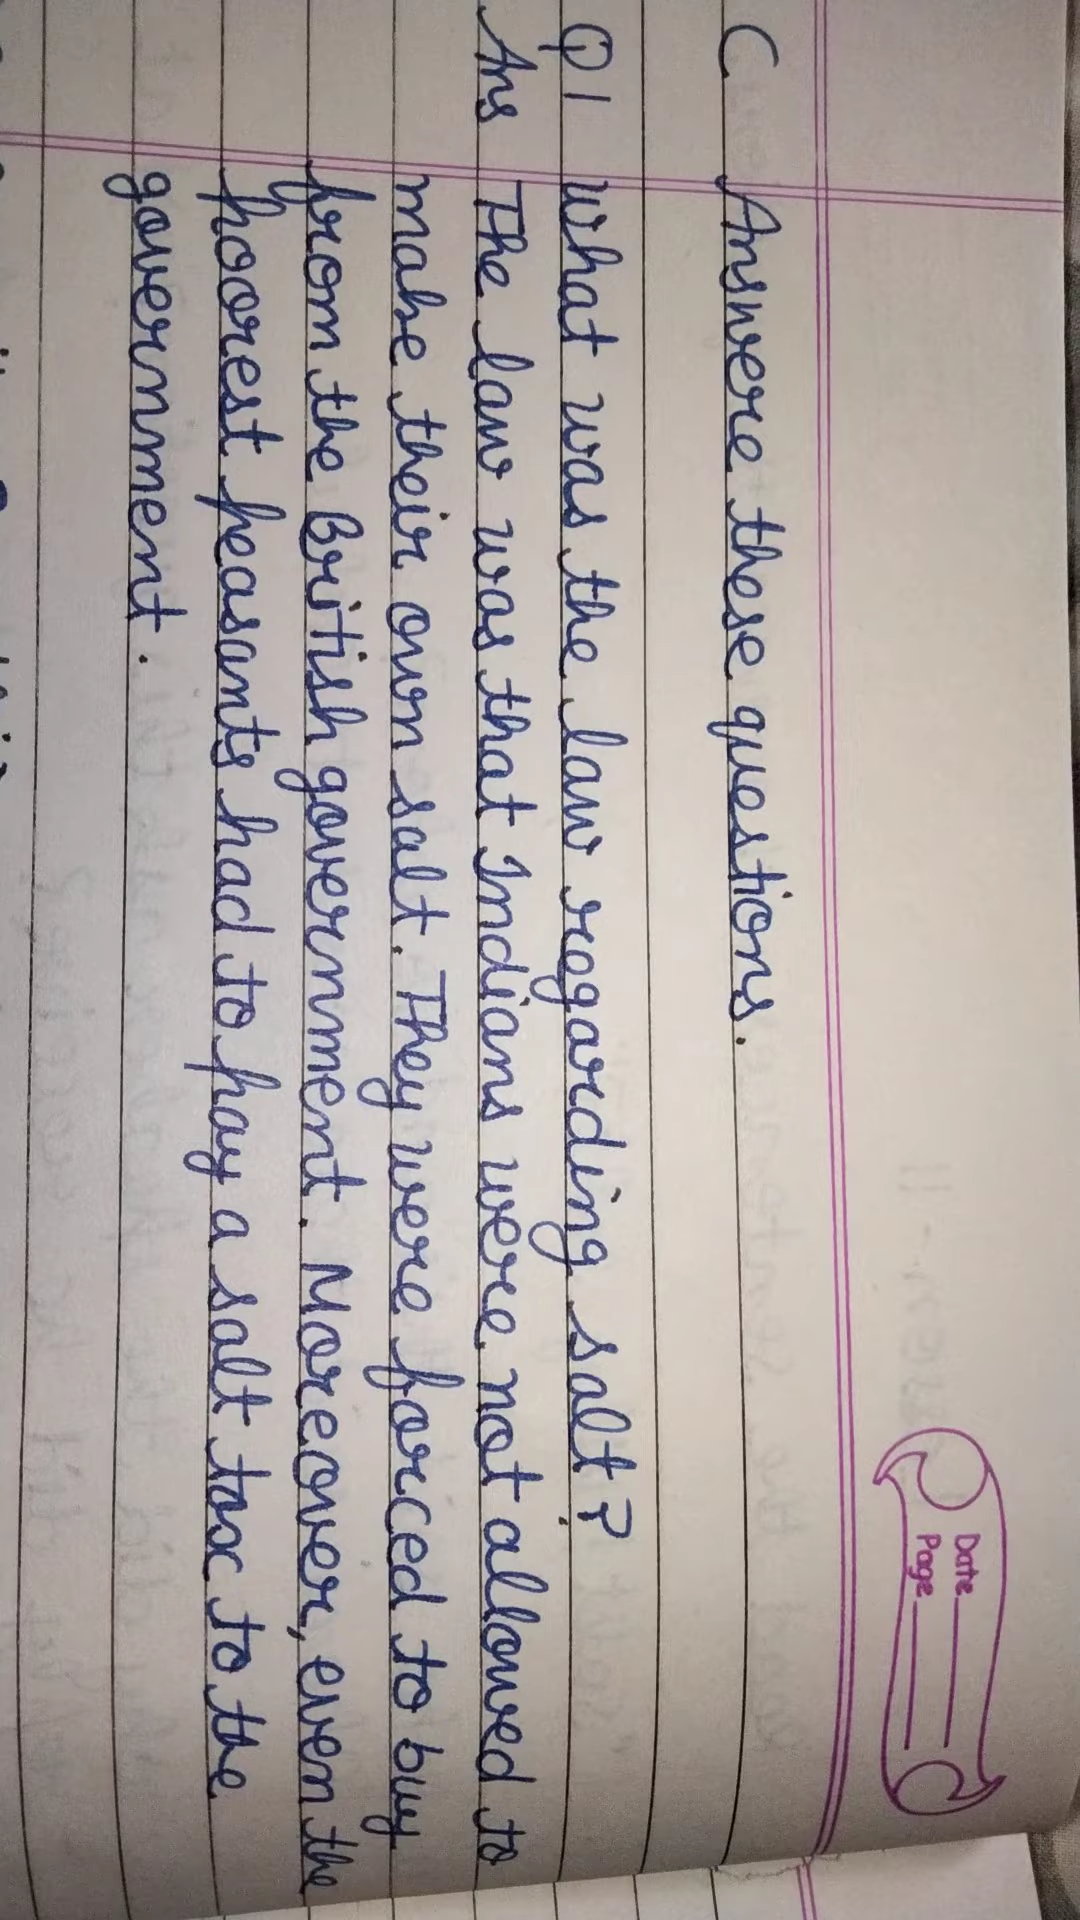 Date
Page
C Answere these questions.
Q1 what was the law regarding salt?
Ans The law was that Indians were not allowed to
make their own salt. They were forced to buy
from the British government. Moreover, even the
poorest peasants had to pay a salt tax to the
government.